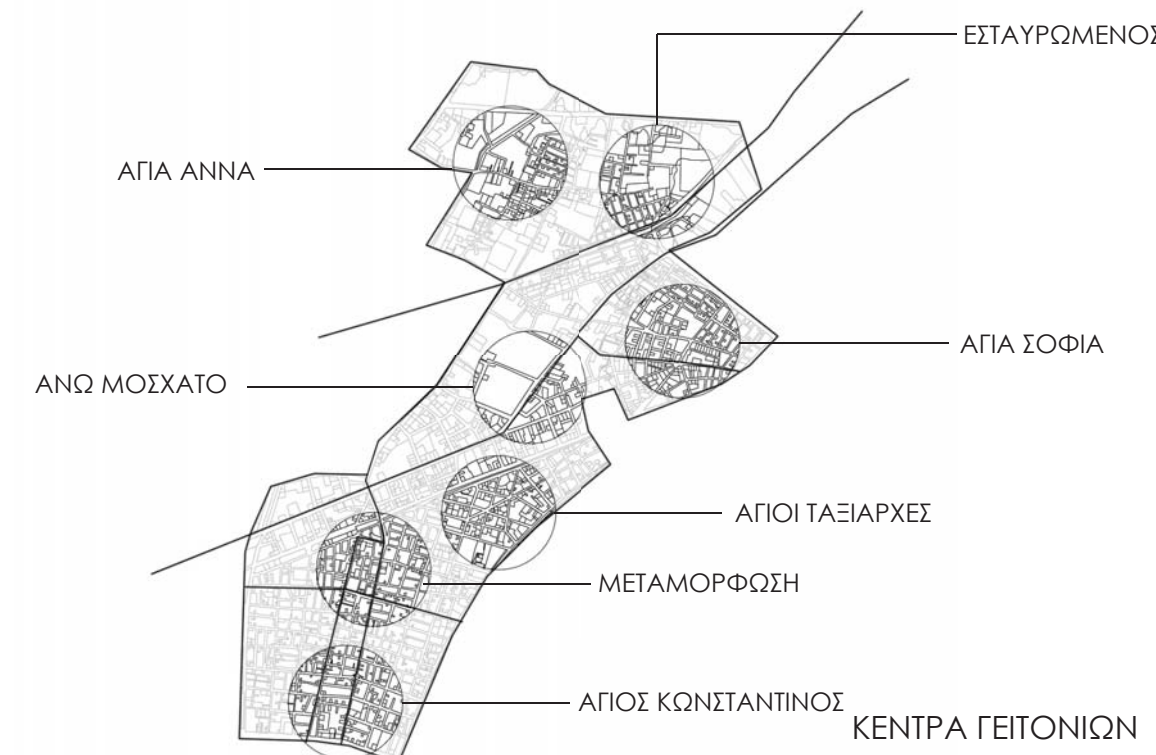 ΕΣΤΑΥΡΩΜΕΝΟΣ
ΑΓΙΑ ΑΝΝΑ
ΑΓΙΑ ΣΟΦΙΑ
ΑΝΩ ΜΟΣΧΑΤΟ
ΑΓΙΟΙ ΤΑΞΙΑΡΧΕΣ
ΜΕΤΑΜΟΡΦΩΣΗ
ΑΓΙΟΣ ΚΩΝΣΤΑΝΤΙΝΟΣ
ΚΕΝΤΡΑ ΓΕΙΤΟΝΙΩΝ